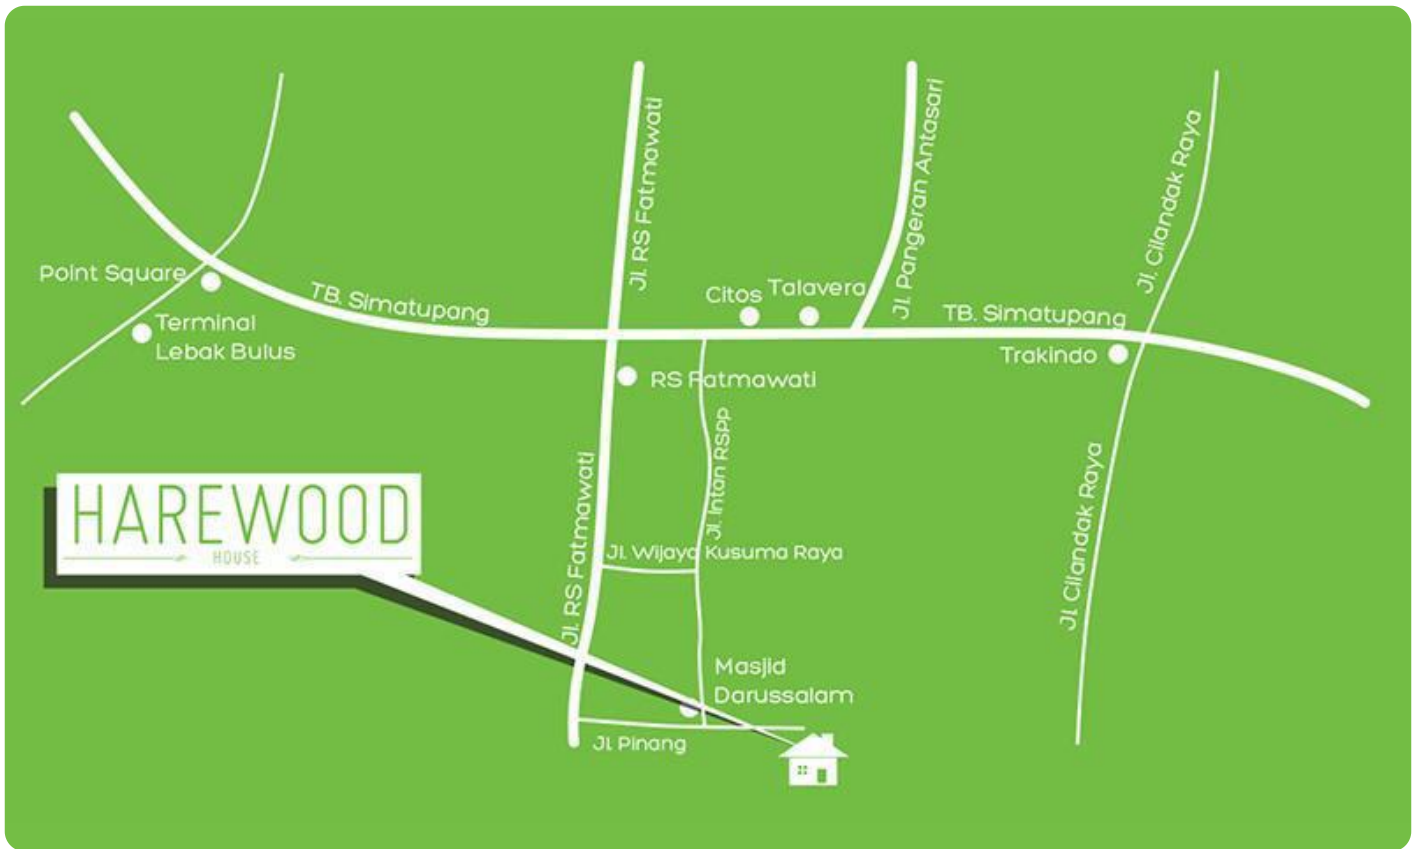 Jl. RS Fatmawati
Jl. Pangeran Antasari
Jl. Cilandak Raya
Point Square
Terminal
Lebak Bulus
TB. Simatupang
Citos
Talavera
TB. Simatupang
Trakindo
RS Fatmawati
Jl. Intan RSPP
Jl. RS Fatmawati
Jl. Cilandak Raya
HAREWOOD
HOUSE
Jl. Wijaya Kusuma Raya
Masjid
Darussalam
Jl. Pinang